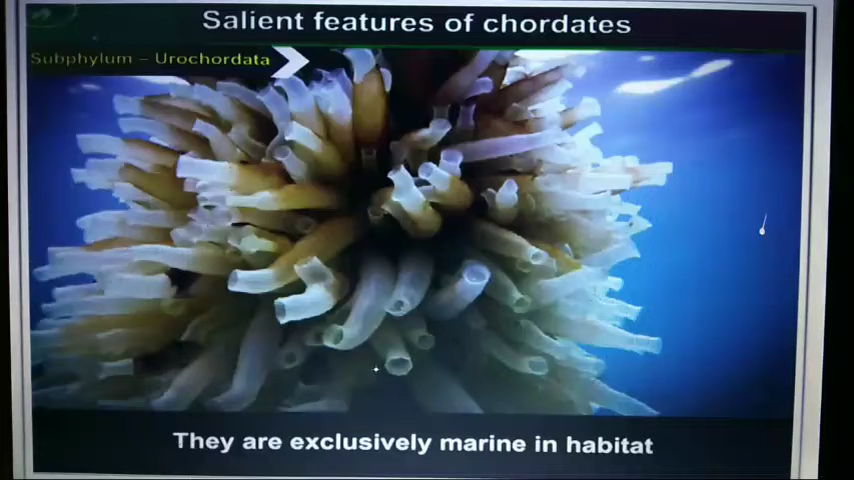 Salient features of chordates
Subphylum – Urochordata
They are exclusively marine in habitat